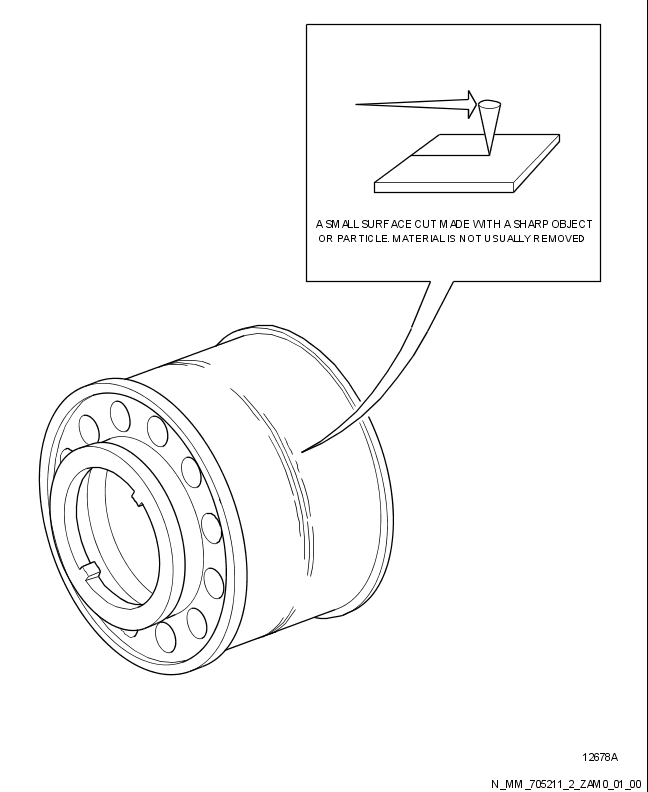 A SMALL SURFACE CUT MADE WITH A SHARP OBJECT
OR PARTICLE. MATERIAL IS NOT USUALLY REMOVED
12678A
N_MM_705211_2_ZAM0_01_00